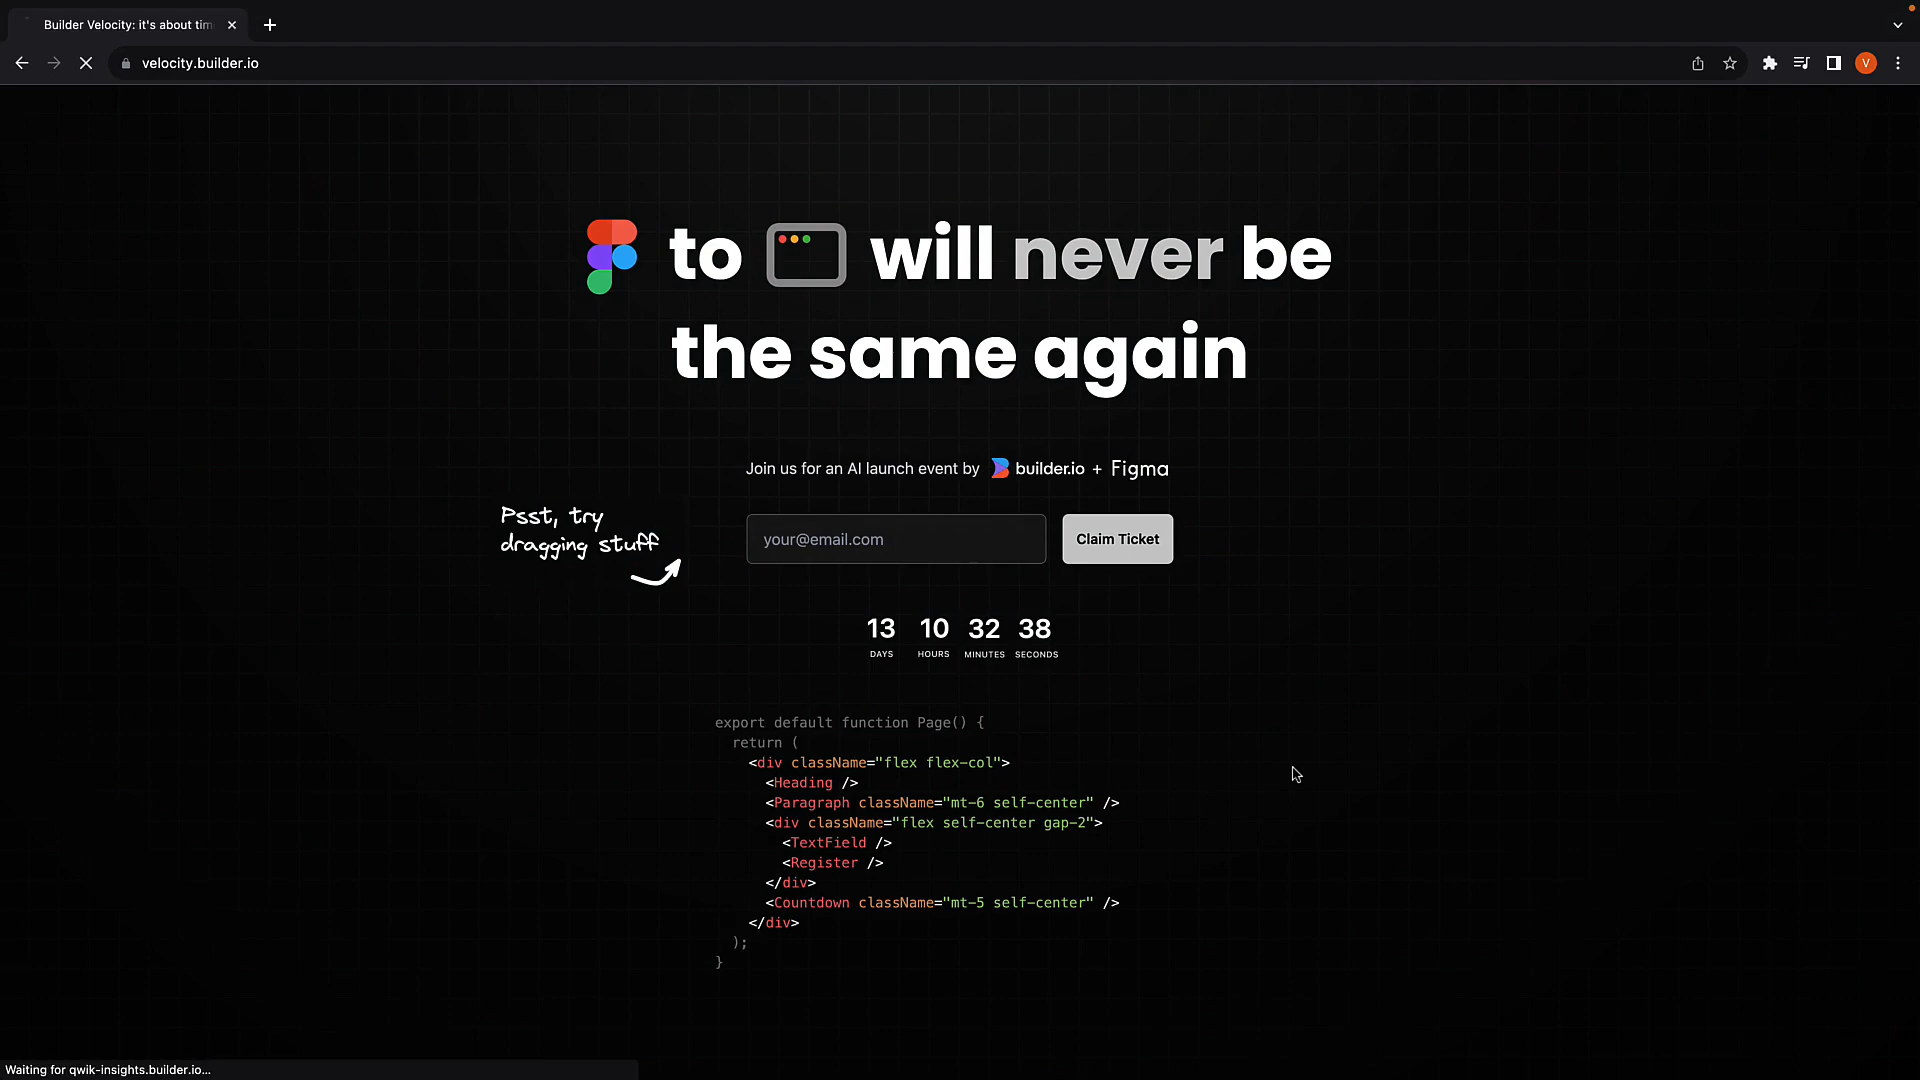 Builder Velocity: it's about tim
velocity.builder.io
V
to will never be
the same again
Join us for an AI launch event by builder.io + Figma
Psst, try
dragging stuff
your@email.com
Claim Ticket
13 10 32 38
DAYS HOURS MINUTES SECONDS
export default function Page() {
return (
<div className="flex flex-col">
<Heading />
<Paragraph className="mt-6 self-center" />
<div className="flex self-center gap-2">
<TextField />
<Register />
</div>
<Countdown className="mt-5 self-center" />
</div>
);
}
Waiting for qwik-insights.builder.io...